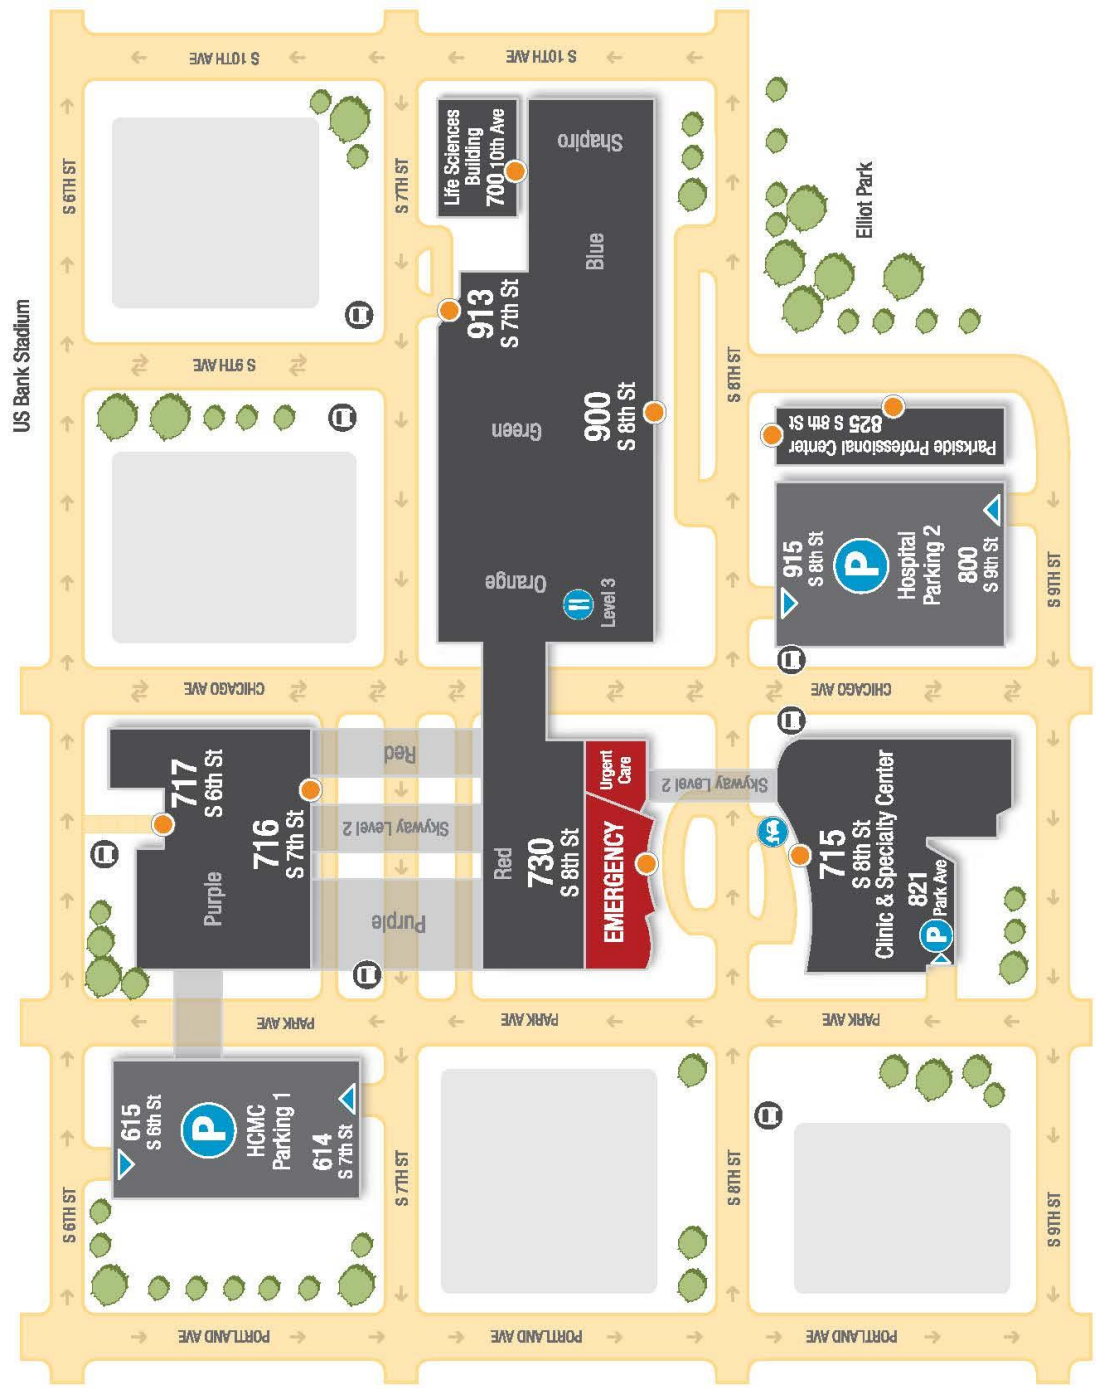 US Bank Stadium
S 6TH ST
S 6TH ST
S 10TH AVE
S 10TH AVE
S 7TH ST
S 9TH AVE
Life Sciences
Building
700 10th Ave
Shapiro
Blue
913
S 7th St
Green
900
S 8th St
Orange
Level 3
S 8TH ST
Elliot Park
Parkside Professional Center
825 S 8th St
915
S 8th St
P
Hospital
Parking 2
800
S 9th St
S 9TH ST
CHICAGO AVE
CHICAGO AVE
717
S 6th St
716
S 7th St
Purple
Red
Skyway Level 2
Purple
Red
730
S 8th St
Urgent
Care
EMERGENCY
Skyway Level 2
715
S 8th St
Clinic & Specialty Center
821
Park Ave
P
PARK AVE
PARK AVE
PARK AVE
615
S 6th St
P
HCMC
Parking 1
614
S 7th St
S 7TH ST
S 8TH ST
S 9TH ST
PORTLAND AVE
PORTLAND AVE
PORTLAND AVE